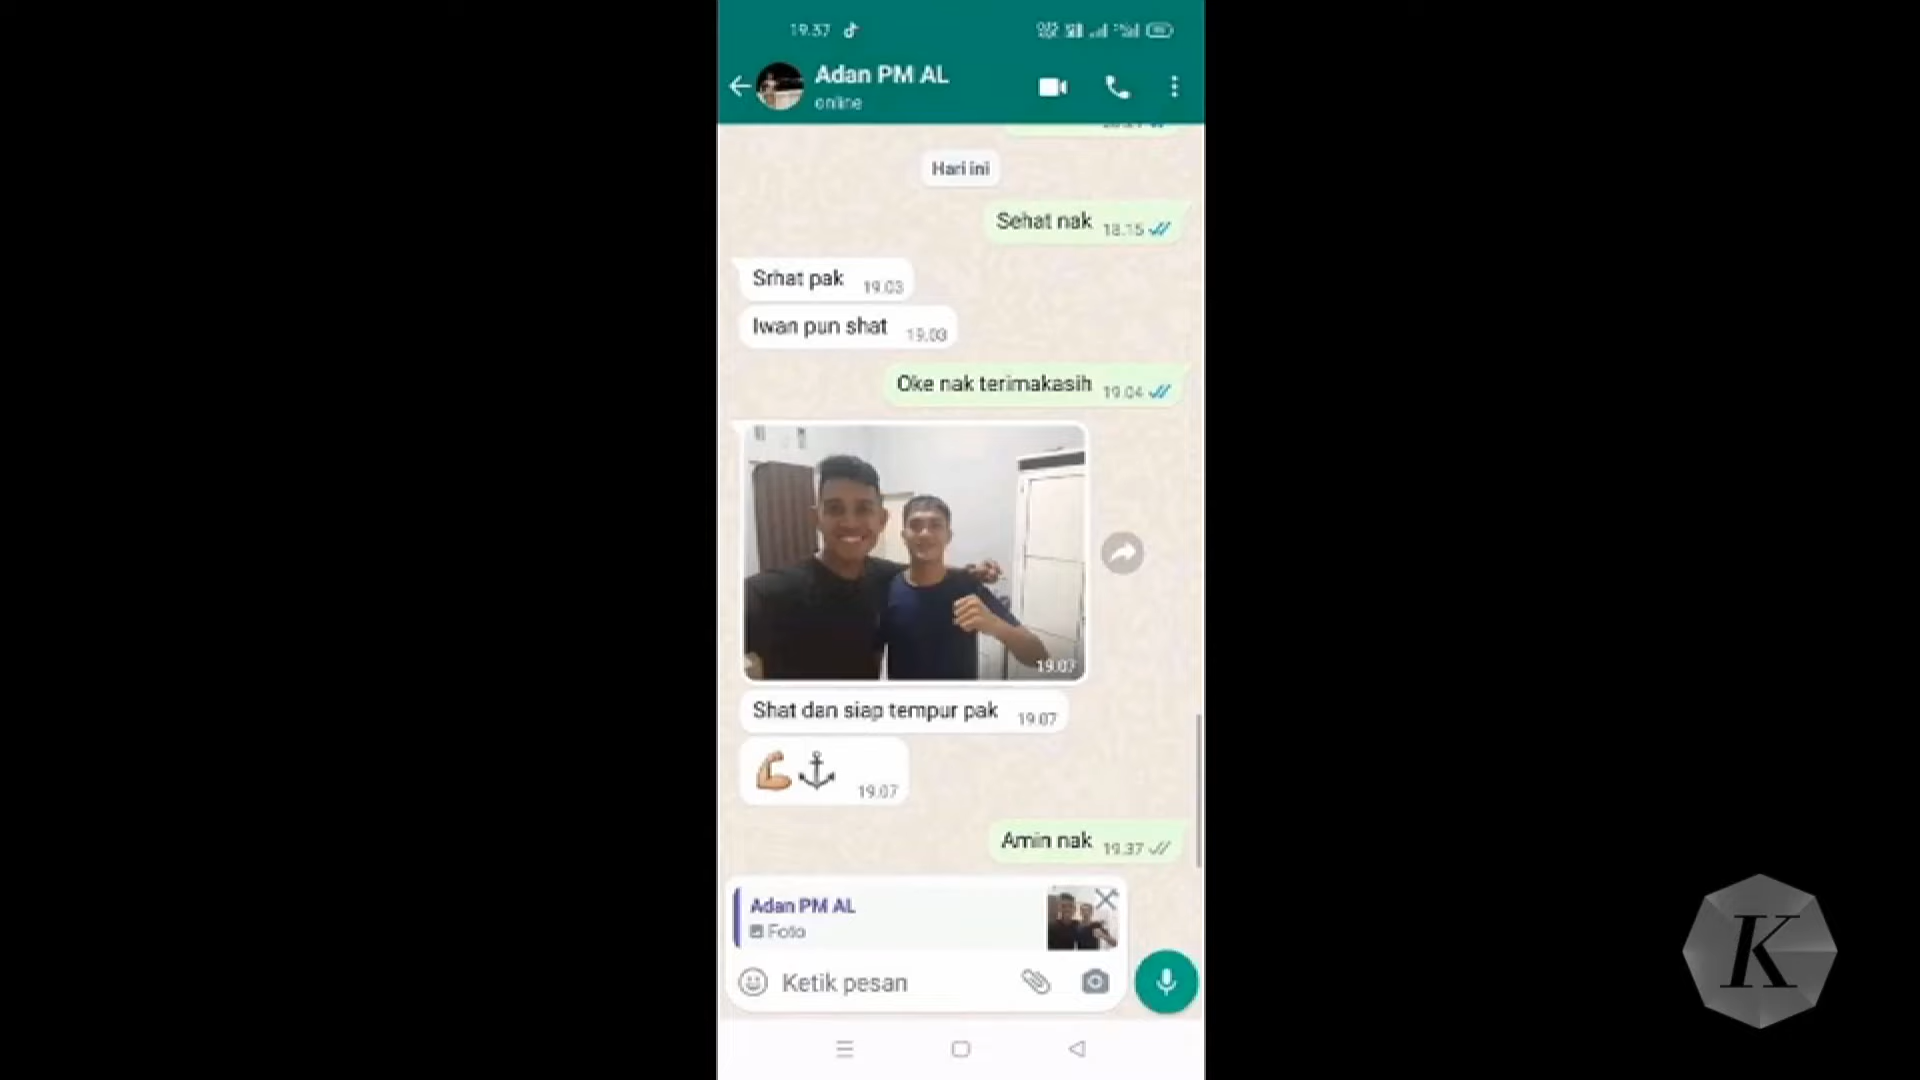 19.37
Adan PM AL
online
Hari ini
Sehat nak 18.15
Srhat pak 19.03
Iwan pun shat 19.03
Oke nak terimakasih 19.04
19.07
Shat dan siap tempur pak 19.07
19.07
Amin nak 19.37
Adan PM AL
Foto
Ketik pesan
K